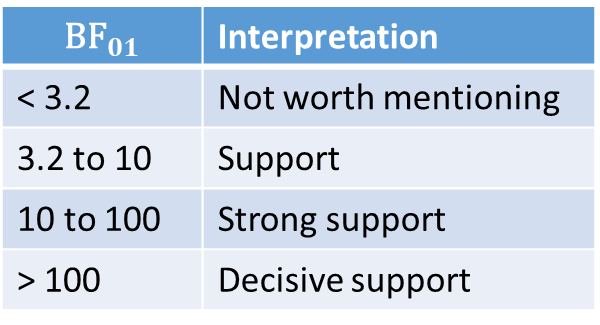 BF01 Interpretation
< 3.2 Not worth mentioning
3.2 to 10 Support
10 to 100 Strong support
> 100 Decisive support